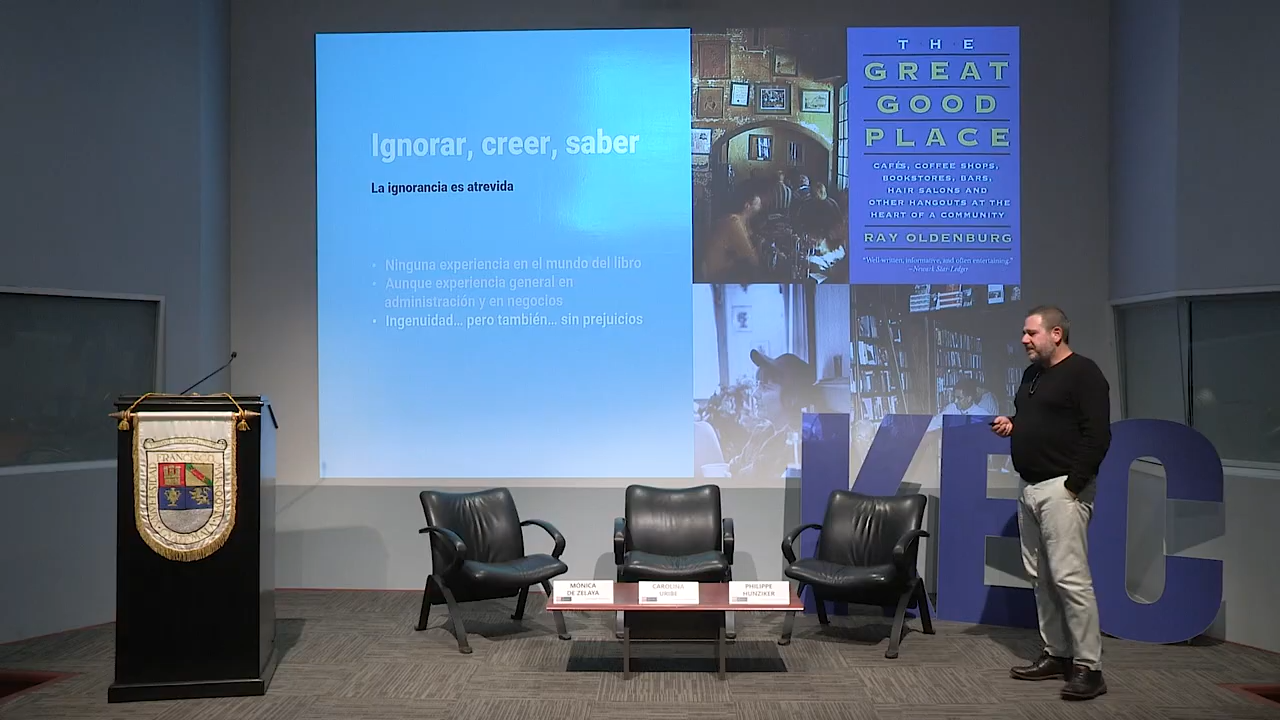 Ignorar, creer, saber
La ignorancia es atrevida
• Ninguna experiencia en el mundo del libro
• Aunque experiencia general en
administración y en negocios
• Ingenuidad... pero también... sin prejuicios
THE
GREAT
GOOD
PLACE
CAFÉS, COFFEE SHOPS,
BOOKSTORES, BARS,
HAIR SALONS AND
OTHER HANGOUTS AT THE
HEART OF A COMMUNITY
RAY OLDENBURG
"Well-written, informative, and often entertaining."
—Newark Star-Ledger
FRANCISCO
MÓNICA
DE ZELAYA
CAROLINA
URIBE
PHILIPPE
HUNZIKER
KEC